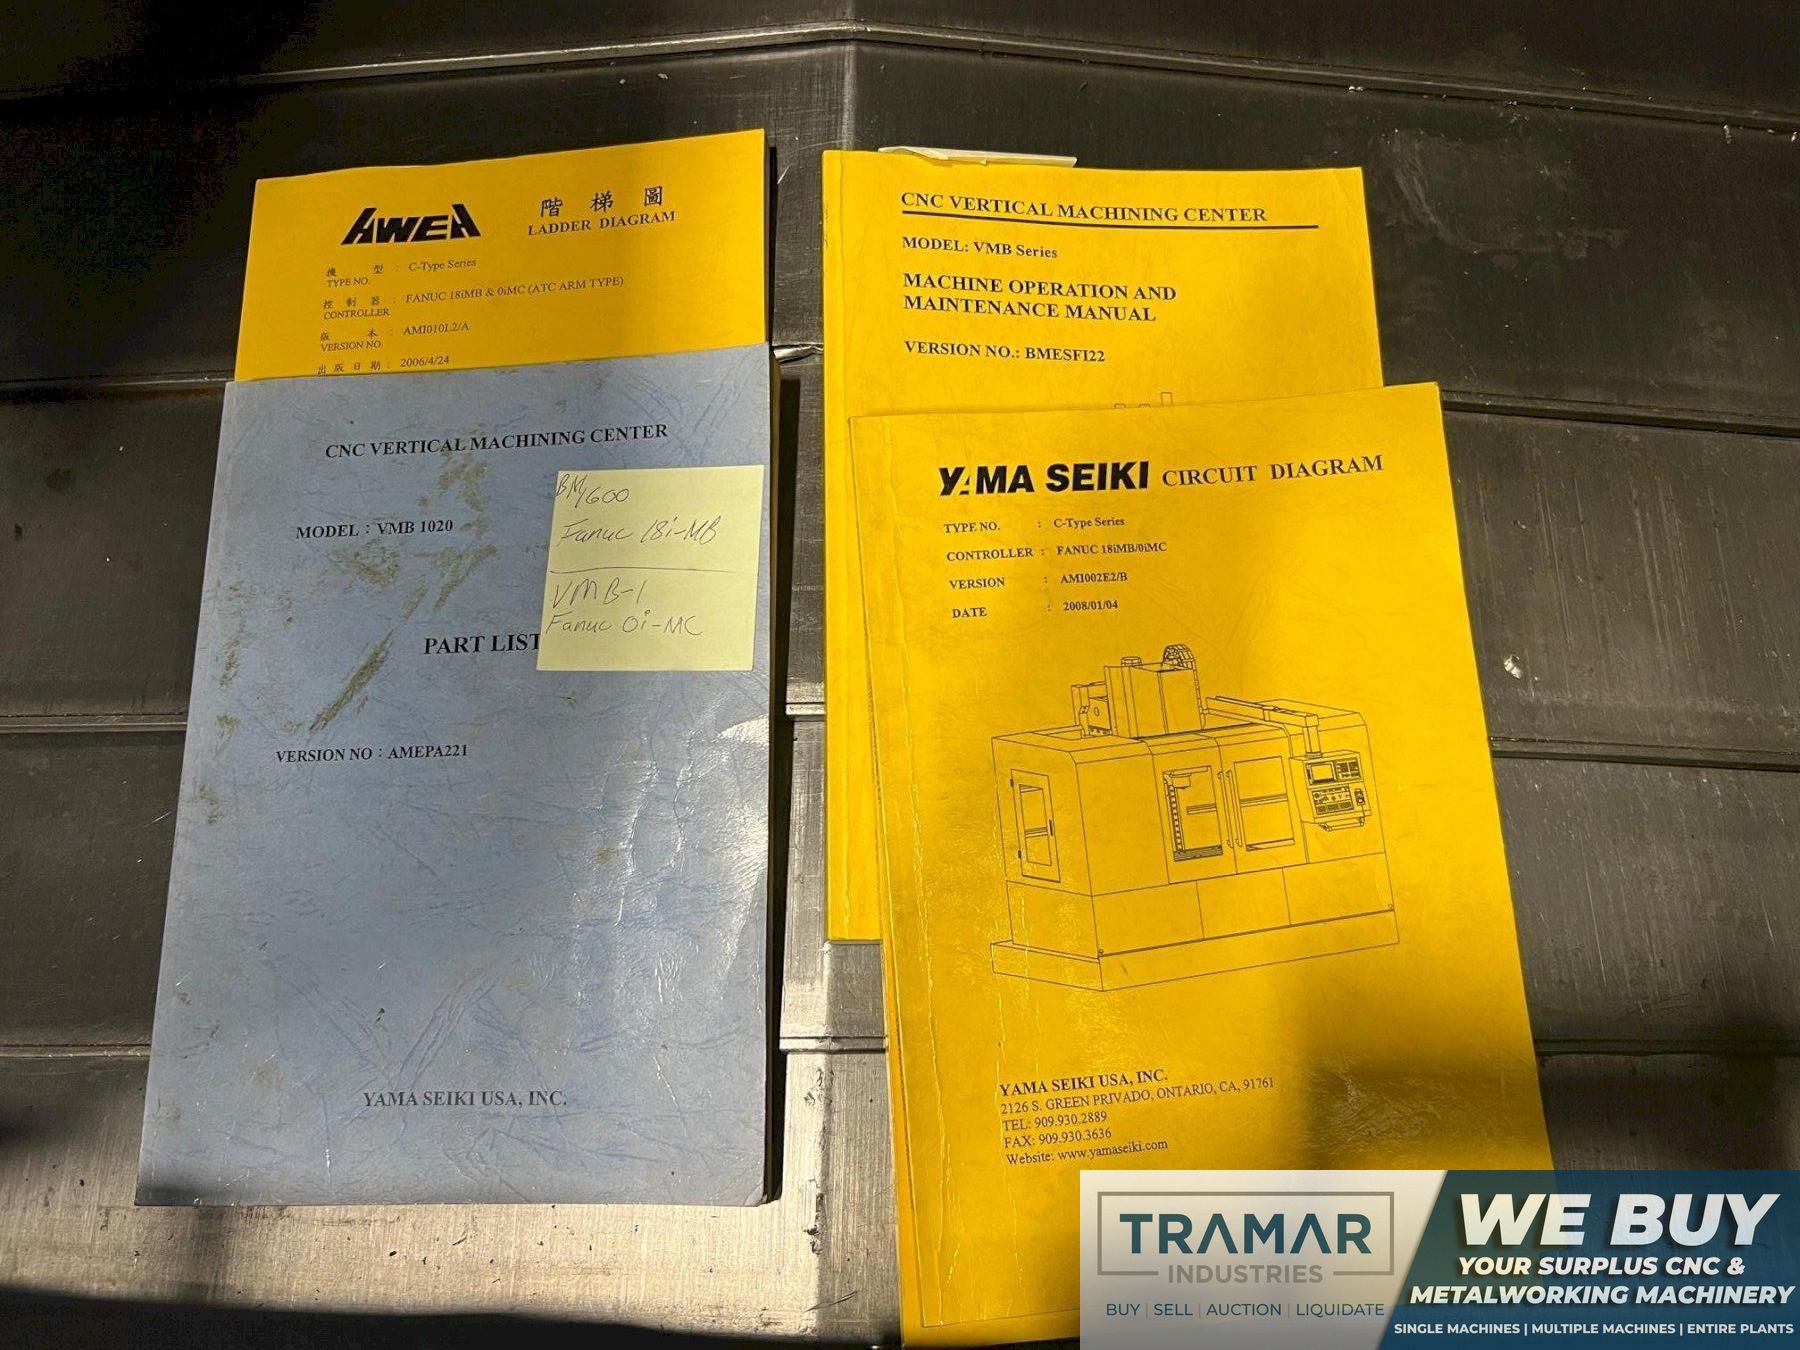 AWEA
階梯圖
LADDER DIAGRAM
機型 : C-Type Series
TYPE NO.
控制器 : FANUC 18iMB & 0iMC (ATC ARM TYPE)
CONTROLLER
版本 : AMI010L2/A
VERSION NO.
出版日期 : 2006/4/24
CNC VERTICAL MACHINING CENTER
MODEL : VMB 1020
PART LIST
VERSION NO : AMEPA221
YAMA SEIKI USA, INC.
BM1600
Fanuc 18i-MB
VMB-1
Fanuc 0i-MC
CNC VERTICAL MACHINING CENTER
MODEL: VMB Series
MACHINE OPERATION AND
MAINTENANCE MANUAL
VERSION NO.: BMESFI22
YAMA SEIKI CIRCUIT DIAGRAM
TYPE NO. : C-Type Series
CONTROLLER : FANUC 18iMB/0iMC
VERSION : AMI002E2/B
DATE : 2008/01/04
YAMA SEIKI USA, INC.
2126 S. GREEN PRIVADO, ONTARIO, CA, 91761
TEL: 909.930.2889
FAX: 909.930.3636
Website: www.yamaseiki.com
TRAMAR
INDUSTRIES
BUY | SELL | AUCTION | LIQUIDATE
WE BUY
YOUR SURPLUS CNC &
METALWORKING MACHINERY
SINGLE MACHINES | MULTIPLE MACHINES | ENTIRE PLANTS